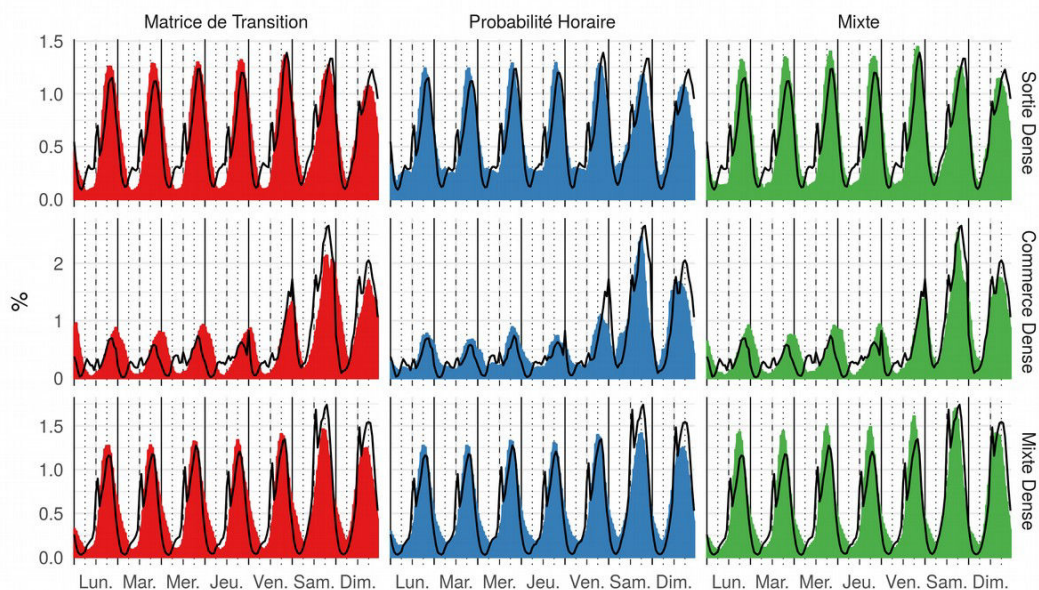 Matrice de Transition Probabilité Horaire Mixte
1.5
1.0
0.5
0.0
Sortie Dense
2
1
0
Commerce Dense
%
1.5
1.0
0.5
0.0
Mixte Dense
Lun. Mar. Mer. Jeu. Ven. Sam. Dim. Lun. Mar. Mer. Jeu. Ven. Sam. Dim. Lun. Mar. Mer. Jeu. Ven. Sam. Dim.